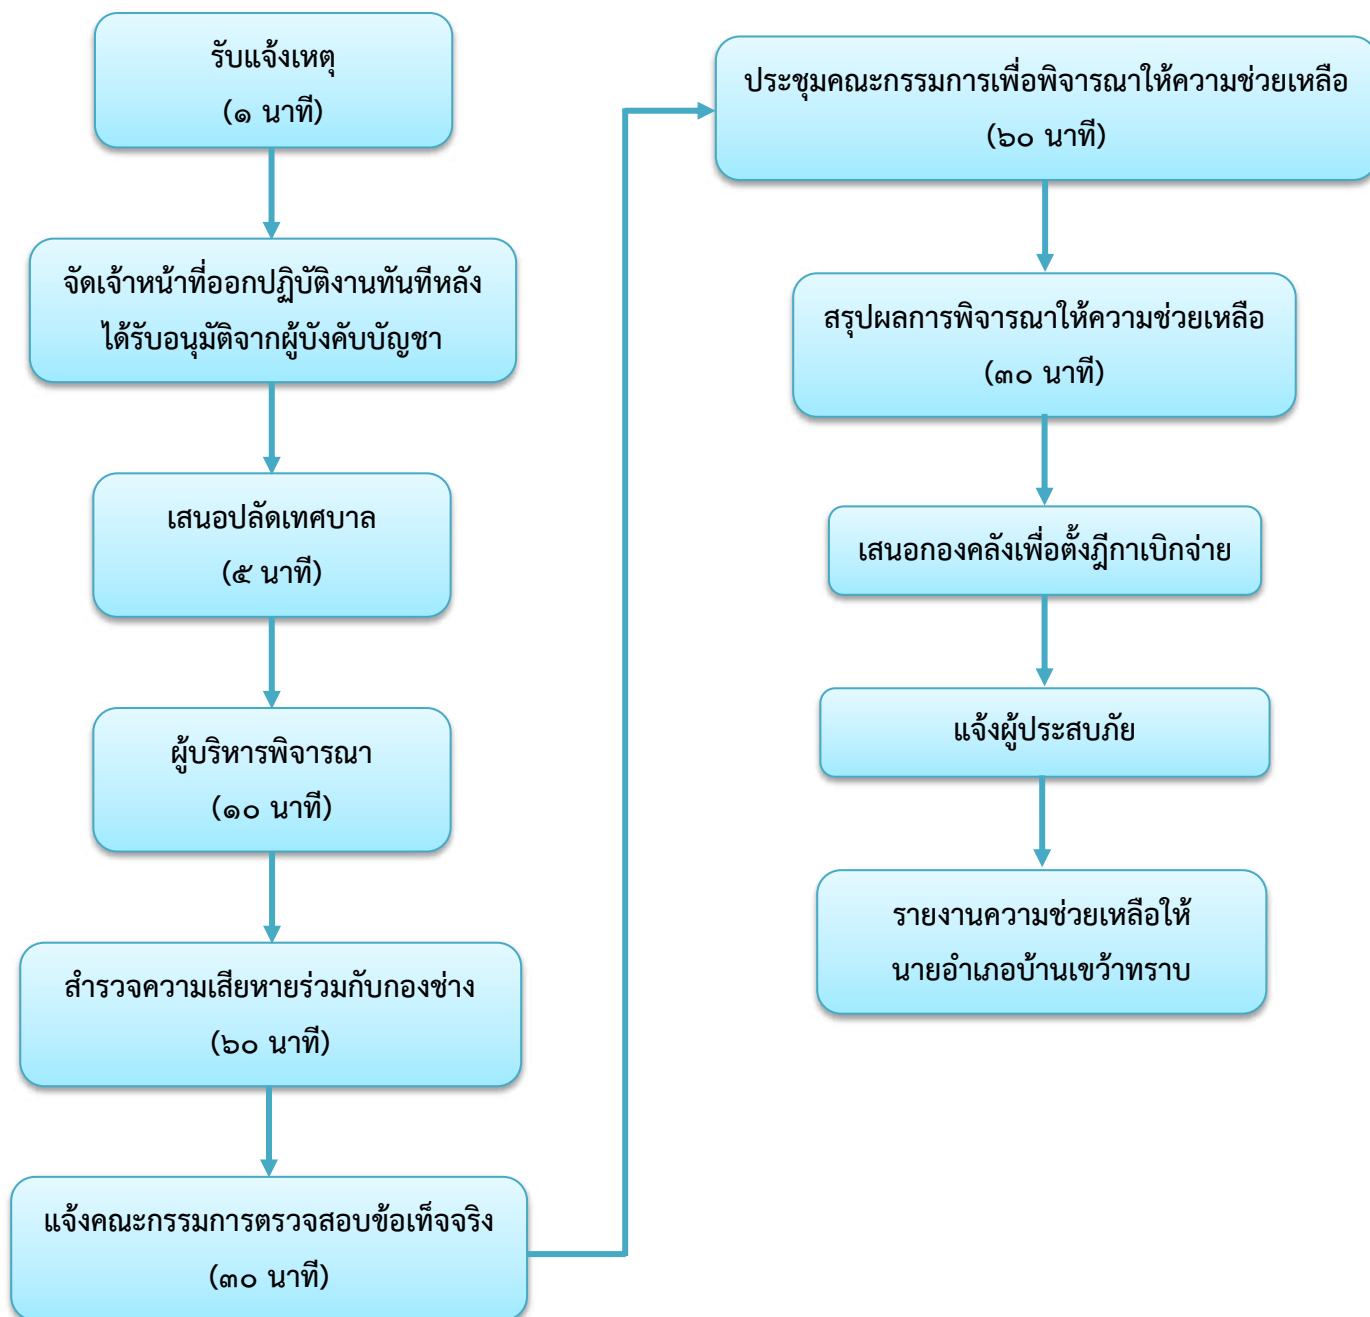 รับแจ้งเหตุ
(๑ นาที)
จัดเจ้าหน้าที่ออกปฏิบัติงานทันทีหลัง
ได้รับอนุมัติจากผู้บังคับบัญชา
เสนอปลัดเทศบาล
(๕ นาที)
ผู้บริหารพิจารณา
(๑๐ นาที)
สำรวจความเสียหายร่วมกับกองช่าง
(๖๐ นาที)
แจ้งคณะกรรมการตรวจสอบข้อเท็จจริง
(๓๐ นาที)
ประชุมคณะกรรมการเพื่อพิจารณาให้ความช่วยเหลือ
(๖๐ นาที)
สรุปผลการพิจารณาให้ความช่วยเหลือ
(๓๐ นาที)
เสนอกองคลังเพื่อตั้งฎีกาเบิกจ่าย
แจ้งผู้ประสบภัย
รายงานความช่วยเหลือให้
นายอำเภอบ้านเขว้าทราบ